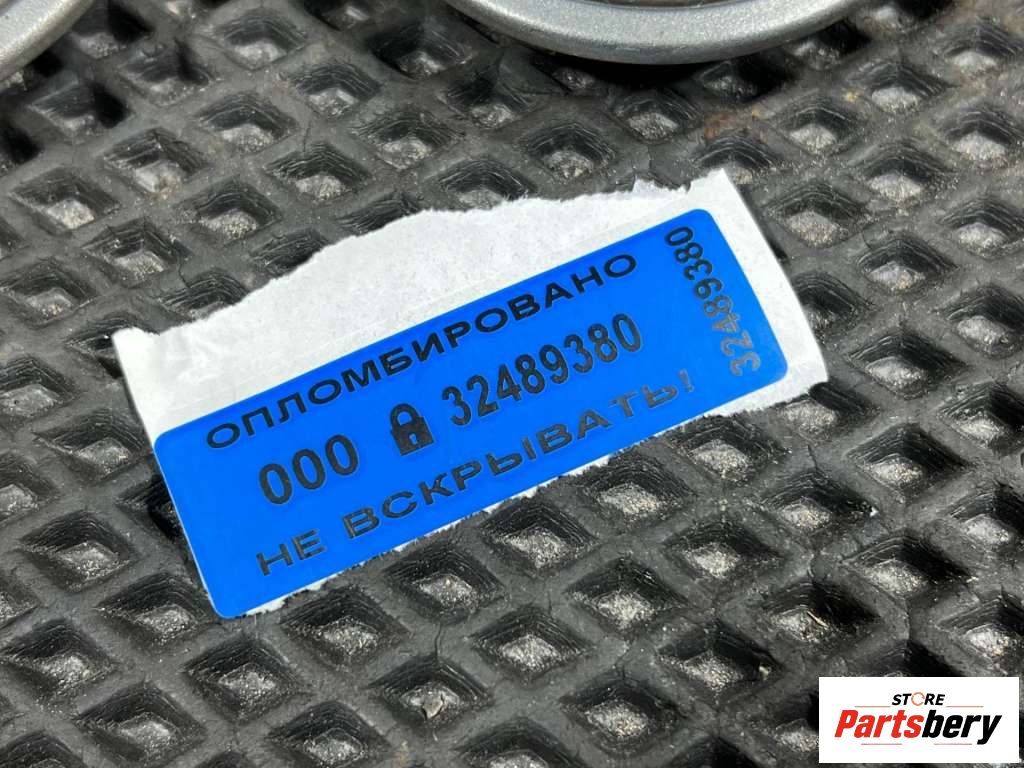 ОПЛОМБИРОВАНО
000 32489380
НЕ ВСКРЫВАТЬ!
32489380
STORE
Partsbery